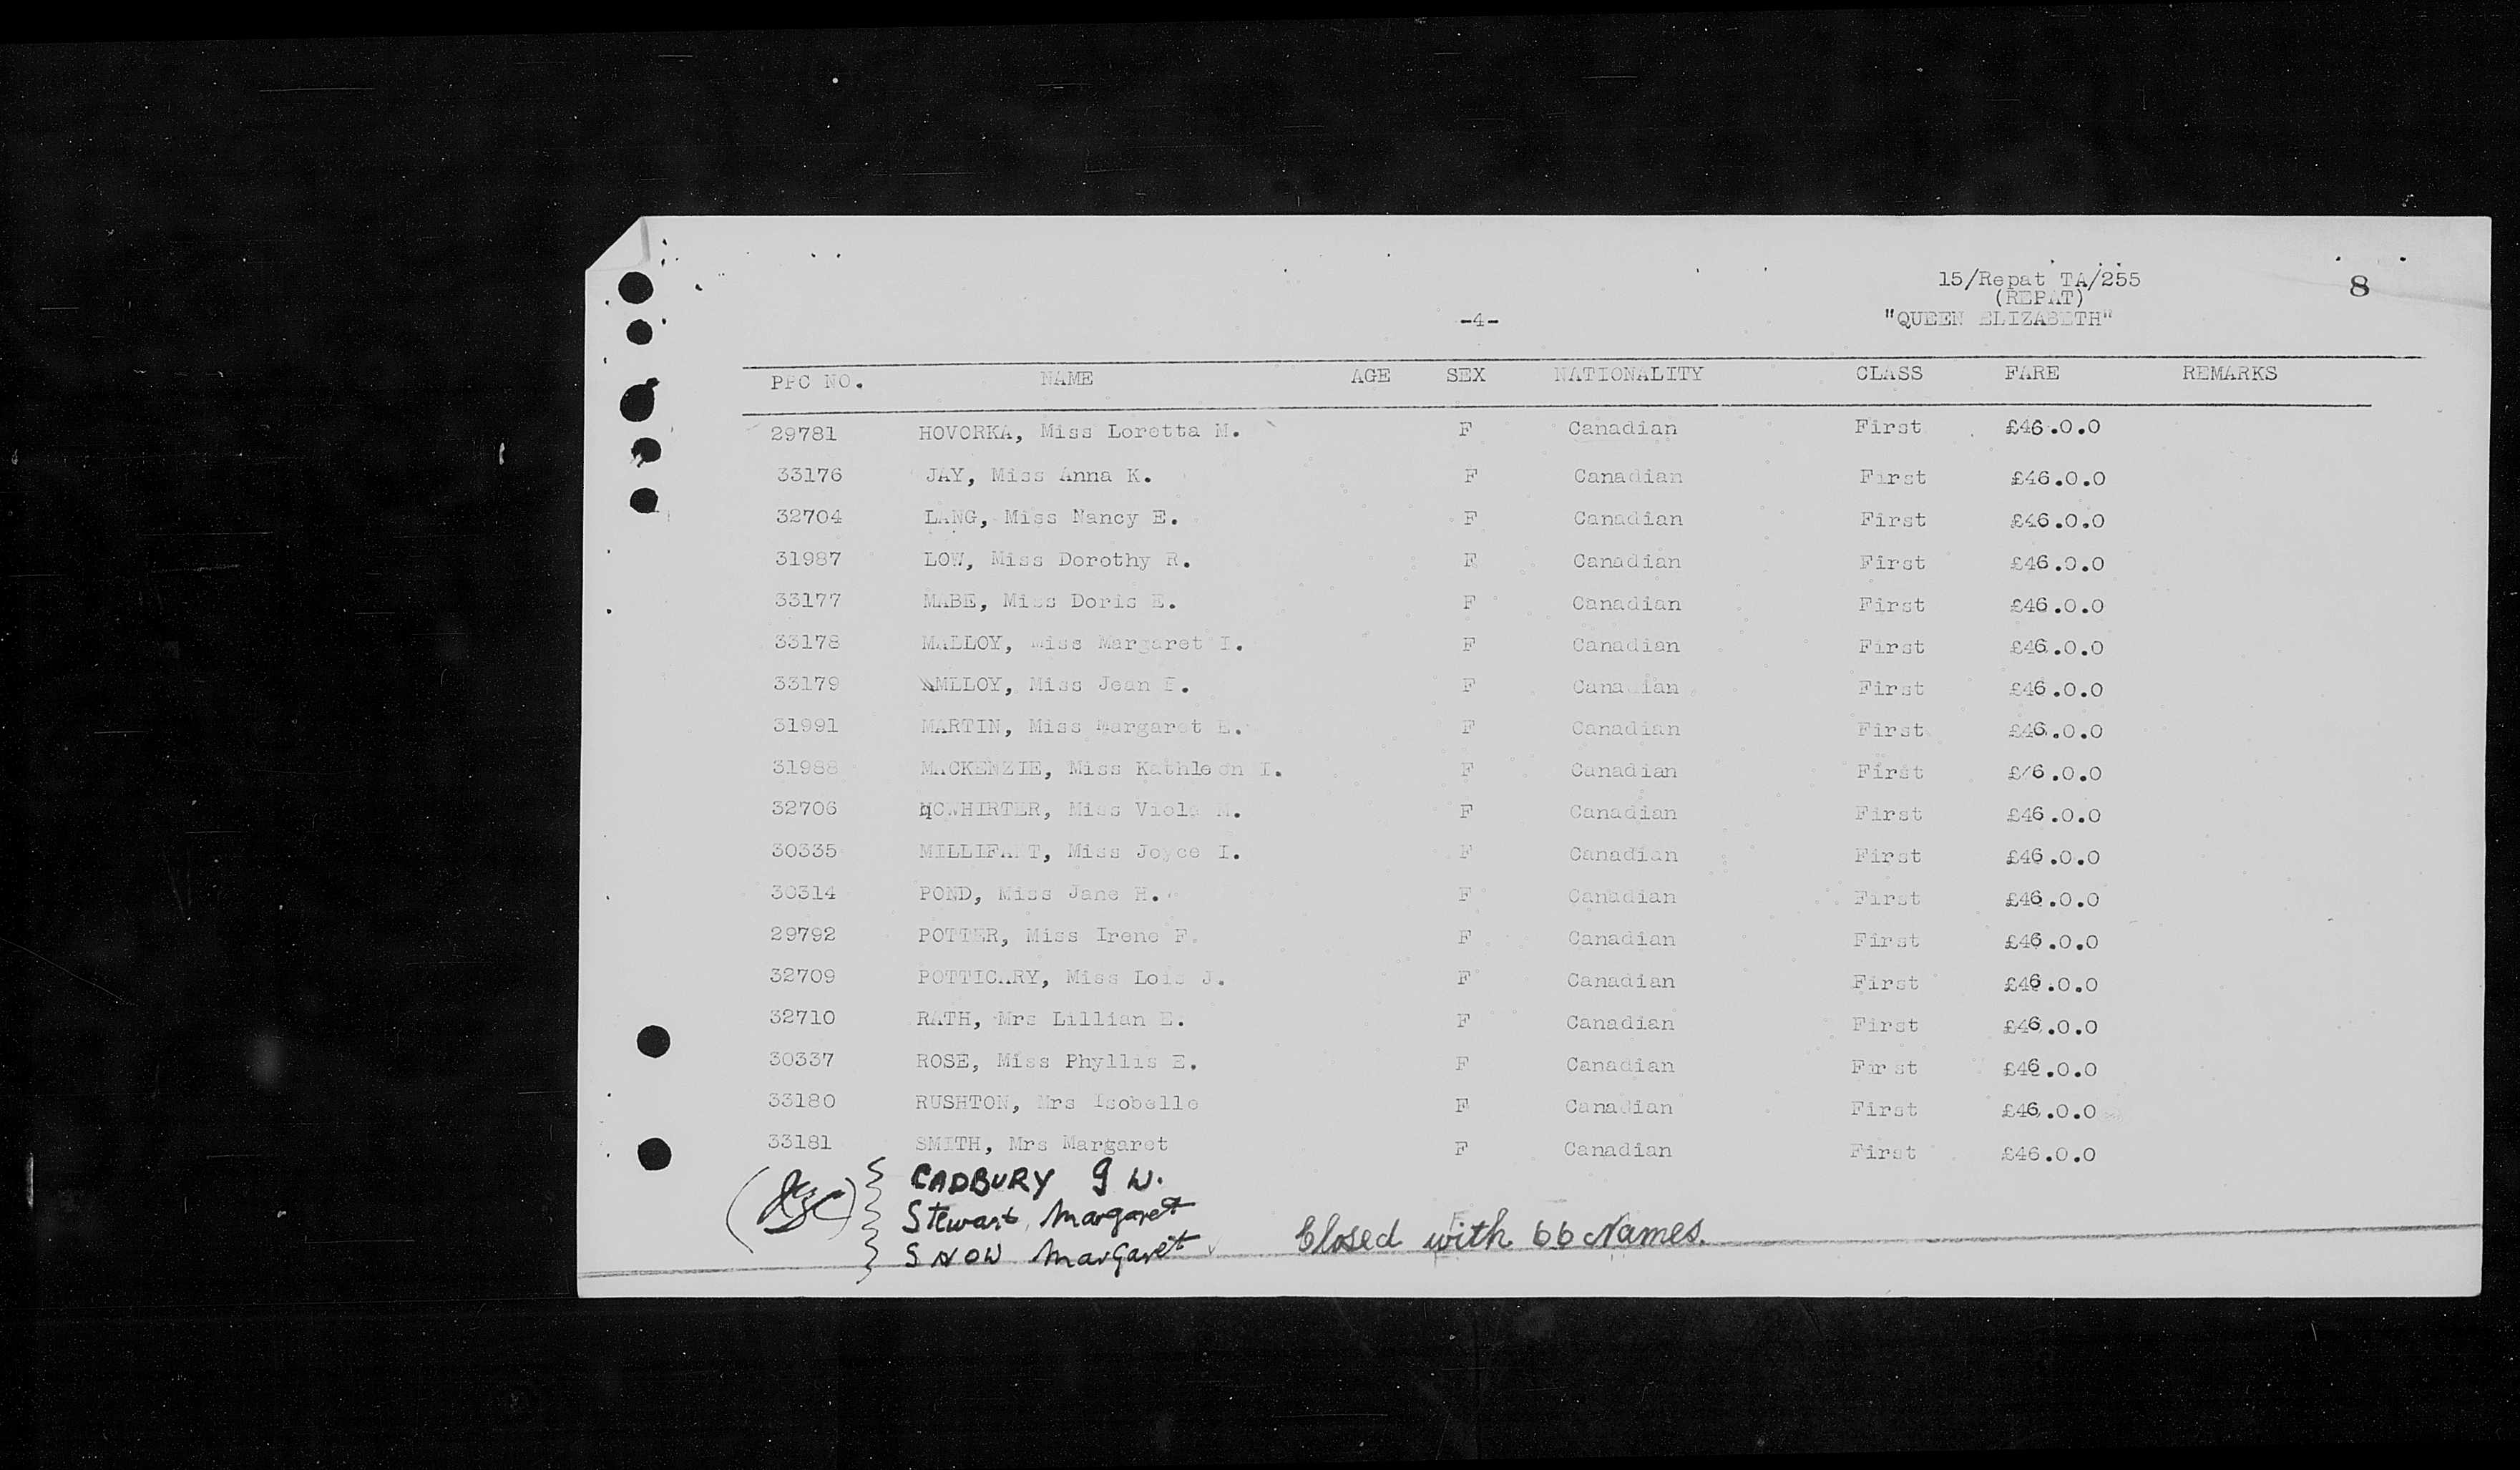 15/Repat TA/255
8
(REPAT)
-4-
"QUEEN ELIZABETH"
PPC NO. NAME AGE SEX NATIONALITY CLASS FARE REMARKS
29781 HOVORKA, Miss Loretta M. F Canadian First £46.0.0
33176 JAY, Miss Anna K. F Canadian First £46.0.0
32704 LANG, Miss Nancy E. F Canadian First £46.0.0
31987 LOW, Miss Dorothy R. F Canadian First £46.0.0
33177 MABE, Miss Doris E. F Canadian First £46.0.0
33178 MALLOY, Miss Margaret I. F Canadian First £46.0.0
33179 Miss Jean F Canadian First £46.0.0
31991 MARTIN, Miss Margaret E. F Canadian First £46.0.0
31988 MACKENZIE, Miss Kathleen I. F Canadian First £46.0.0
32706 MCWHIRTER, Miss Viola M. F Canadian First £46.0.0
30335 MILLIFANT, Miss Joyce I. F Canadian First £46.0.0
30314 POND, Miss Jane H. F Canadian First £46.0.0
29792 POTTER, Miss Irene F. F Canadian First £46.0.0
32709 POTTICARY, Miss Lois J. F Canadian First £46.0.0
32710 RATH, Mrs Lillian E. F Canadian First £46.0.0
30337 ROSE, Miss Phyllis E. F Canadian First £46.0.0
33180 RUSHTON, Mrs Isobelle F Canadian First £46.0.0
33181 SMITH, Mrs Margaret F Canadian First £46.0.0
CADBURY G W.
Stewart, Margaret
SNOW Margaret
Closed with 66 Names.